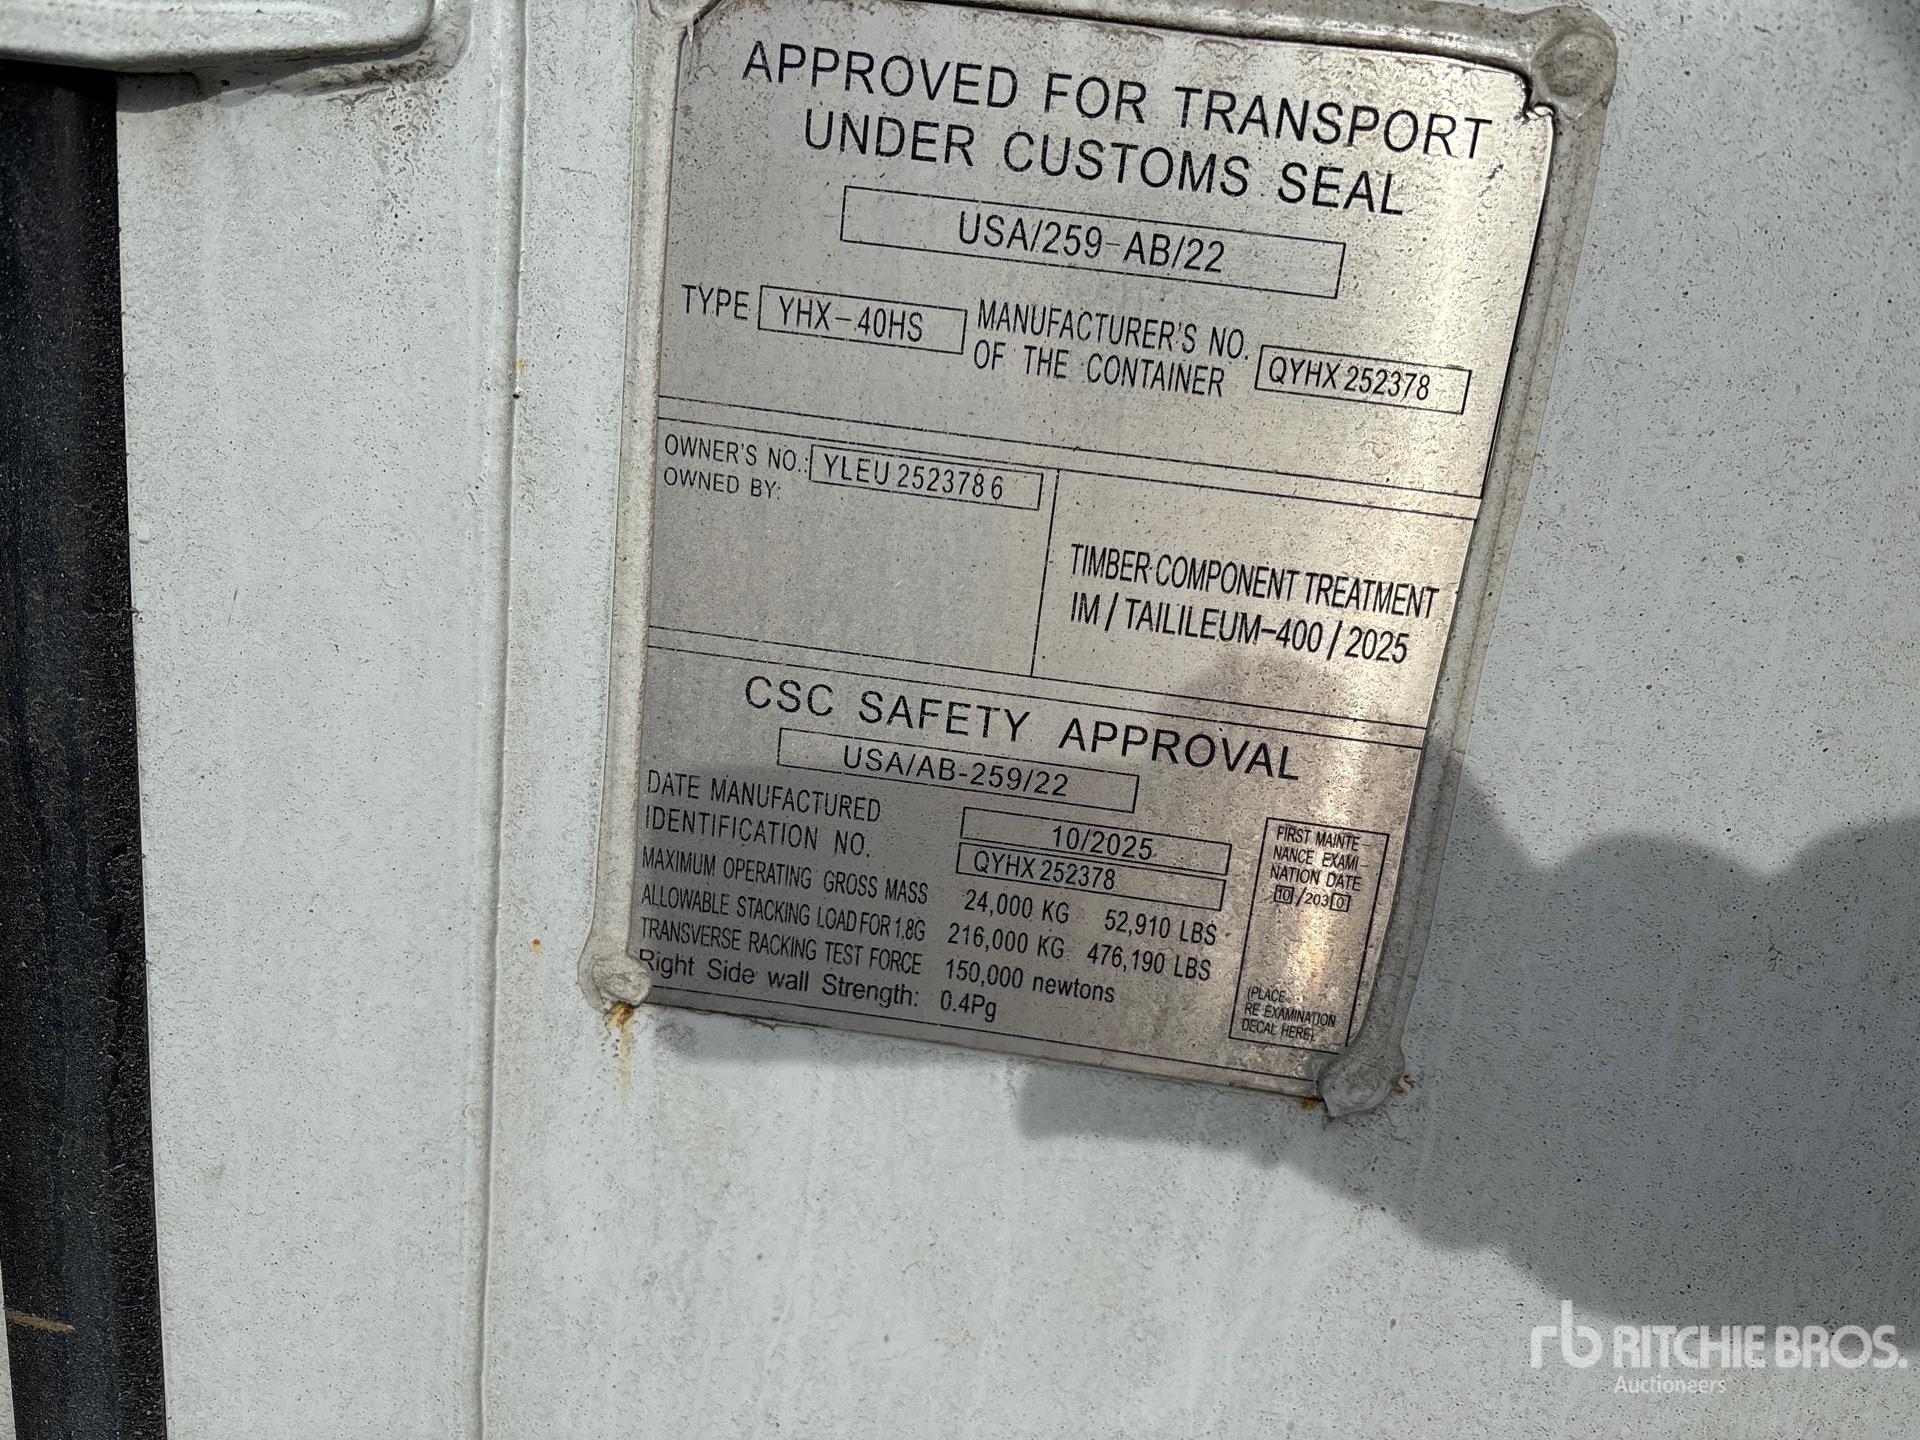 APPROVED FOR TRANSPORT
UNDER CUSTOMS SEAL
USA/259-AB/22
TYPE YHX-40HS MANUFACTURER'S NO. OF THE CONTAINER QYHX 252378
OWNER'S NO.: YLEU 252378 6
OWNED BY:
TIMBER COMPONENT TREATMENT
IM / TAILILEUM-400 / 2025
CSC SAFETY APPROVAL
USA/AB-259/22
DATE MANUFACTURED 10/2025
IDENTIFICATION NO. QYHX 252378
MAXIMUM OPERATING GROSS MASS 24,000 KG 52,910 LBS
ALLOWABLE STACKING LOAD FOR 1.8G 216,000 KG 476,190 LBS
TRANSVERSE RACKING TEST FORCE 150,000 newtons
Right Side wall Strength: 0.4Pg
FIRST MAINTE
NANCE EXAMI
NATION DATE
10/2030
(PLACE
RE EXAMINATION
DECAL HERE)
rb RITCHIE BROS.
Auctioneers